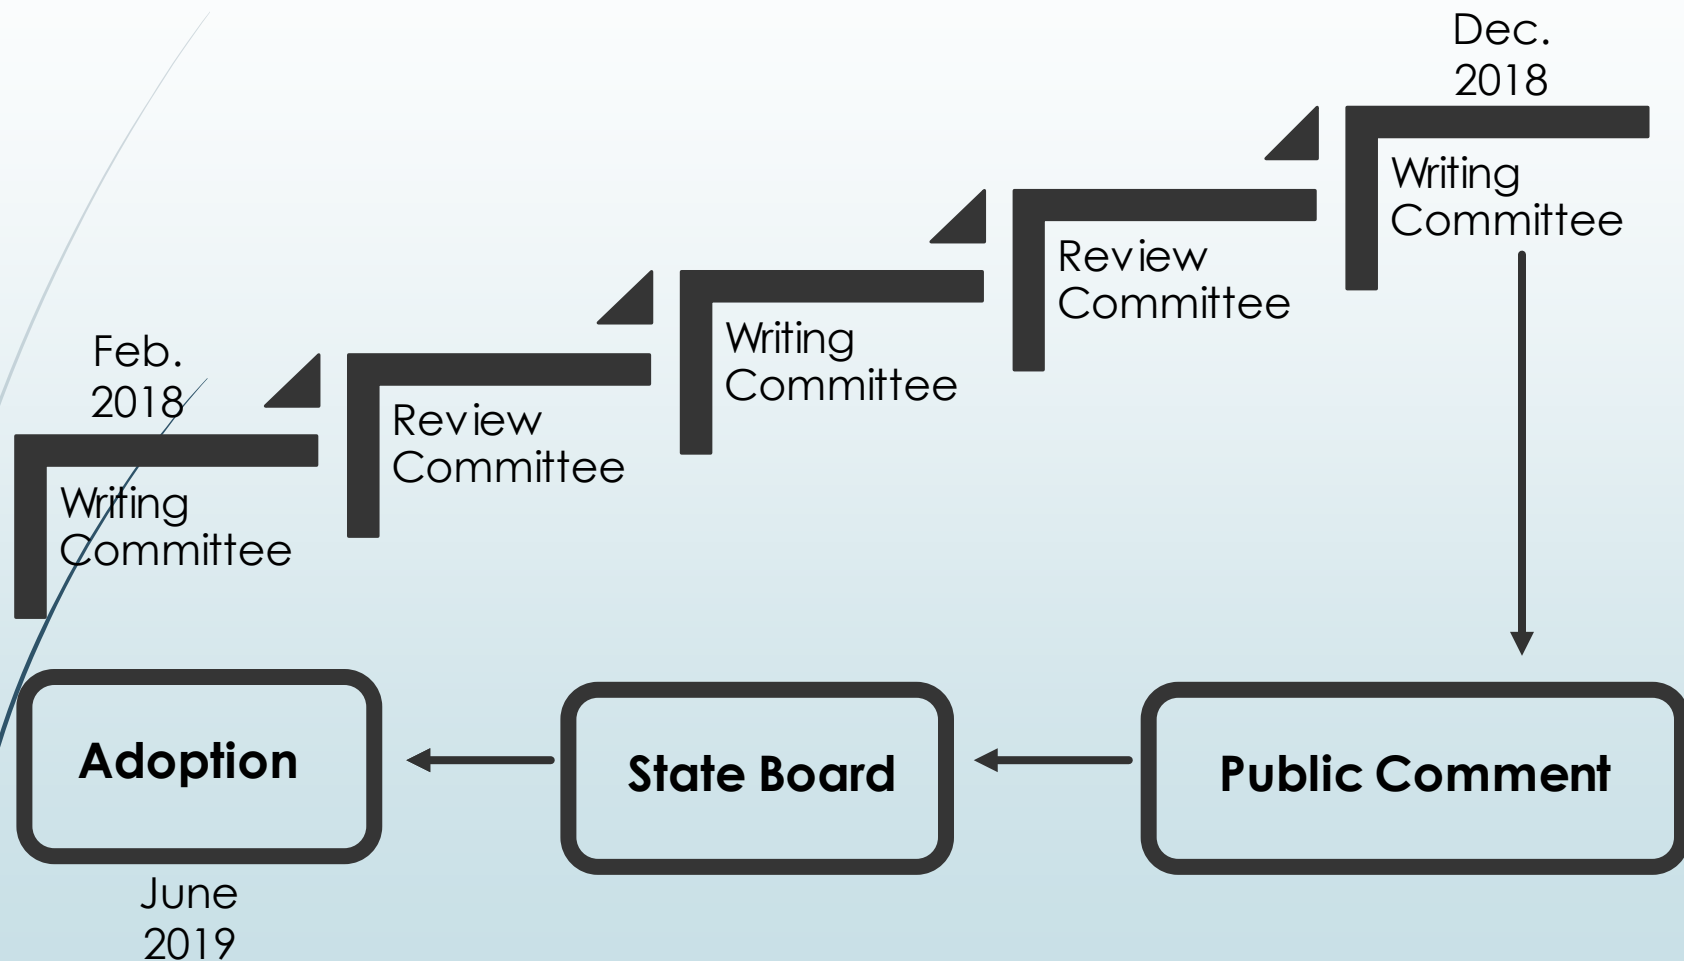 Feb.
2018
Writing
Committee
Review
Committee
Writing
Committee
Review
Committee
Dec.
2018
Writing
Committee
Public Comment
State Board
Adoption
June
2019